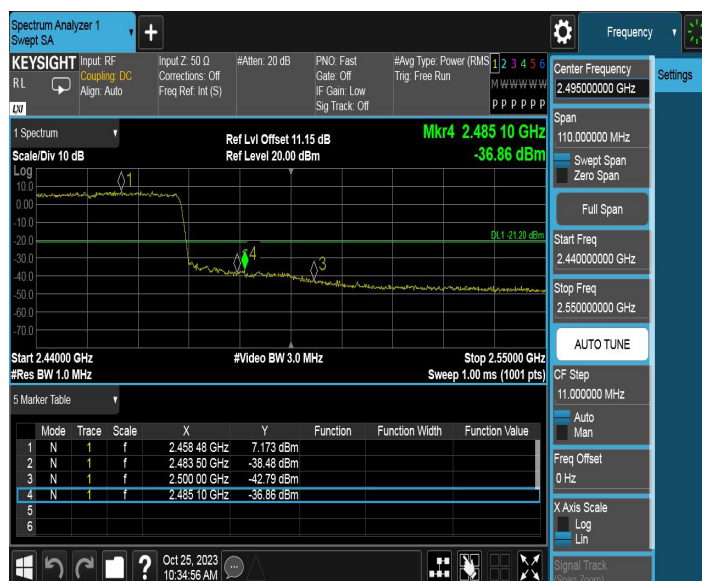 Spectrum Analyzer 1
Swept SA
Frequency
KEYSIGHT
RL
LXI
Input: RF
Coupling: DC
Align: Auto
Input Z: 50 Ω
Corrections: Off
Freq Ref: Int (S)
#Atten: 20 dB
PNO: Fast
Gate: Off
IF Gain: Low
Sig Track: Off
#Avg Type: Power (RMS
Trig: Free Run
1 2 3 4 5 6
M W W W W W
P P P P P P
1 Spectrum
Scale/Div 10 dB
Ref Lvl Offset 11.15 dB
Ref Level 20.00 dBm
Mkr4 2.485 10 GHz
-36.86 dBm
Log
10.0
0.00
-10.0
-20.0
-30.0
-40.0
-50.0
-60.0
-70.0
1
4
3
DL1 -21.20 dBm
Start 2.44000 GHz
#Video BW 3.0 MHz
Stop 2.55000 GHz
#Res BW 1.0 MHz
Sweep 1.00 ms (1001 pts)
5 Marker Table
Mode Trace Scale X Y Function Function Width Function Value
1 N 1 f 2.458 48 GHz 7.173 dBm
2 N 1 f 2.483 50 GHz -38.48 dBm
3 N 1 f 2.500 00 GHz -42.79 dBm
4 N 1 f 2.485 10 GHz -36.86 dBm
5
6
?
Oct 25, 2023
10:34:56 AM
Center Frequency
2.495000000 GHz
Settings
Span
110.000000 MHz
Swept Span
Zero Span
Full Span
Start Freq
2.440000000 GHz
Stop Freq
2.550000000 GHz
AUTO TUNE
CF Step
11.000000 MHz
Auto
Man
Freq Offset
0 Hz
X Axis Scale
Log
Lin
Signal Track
(Span Zoom)